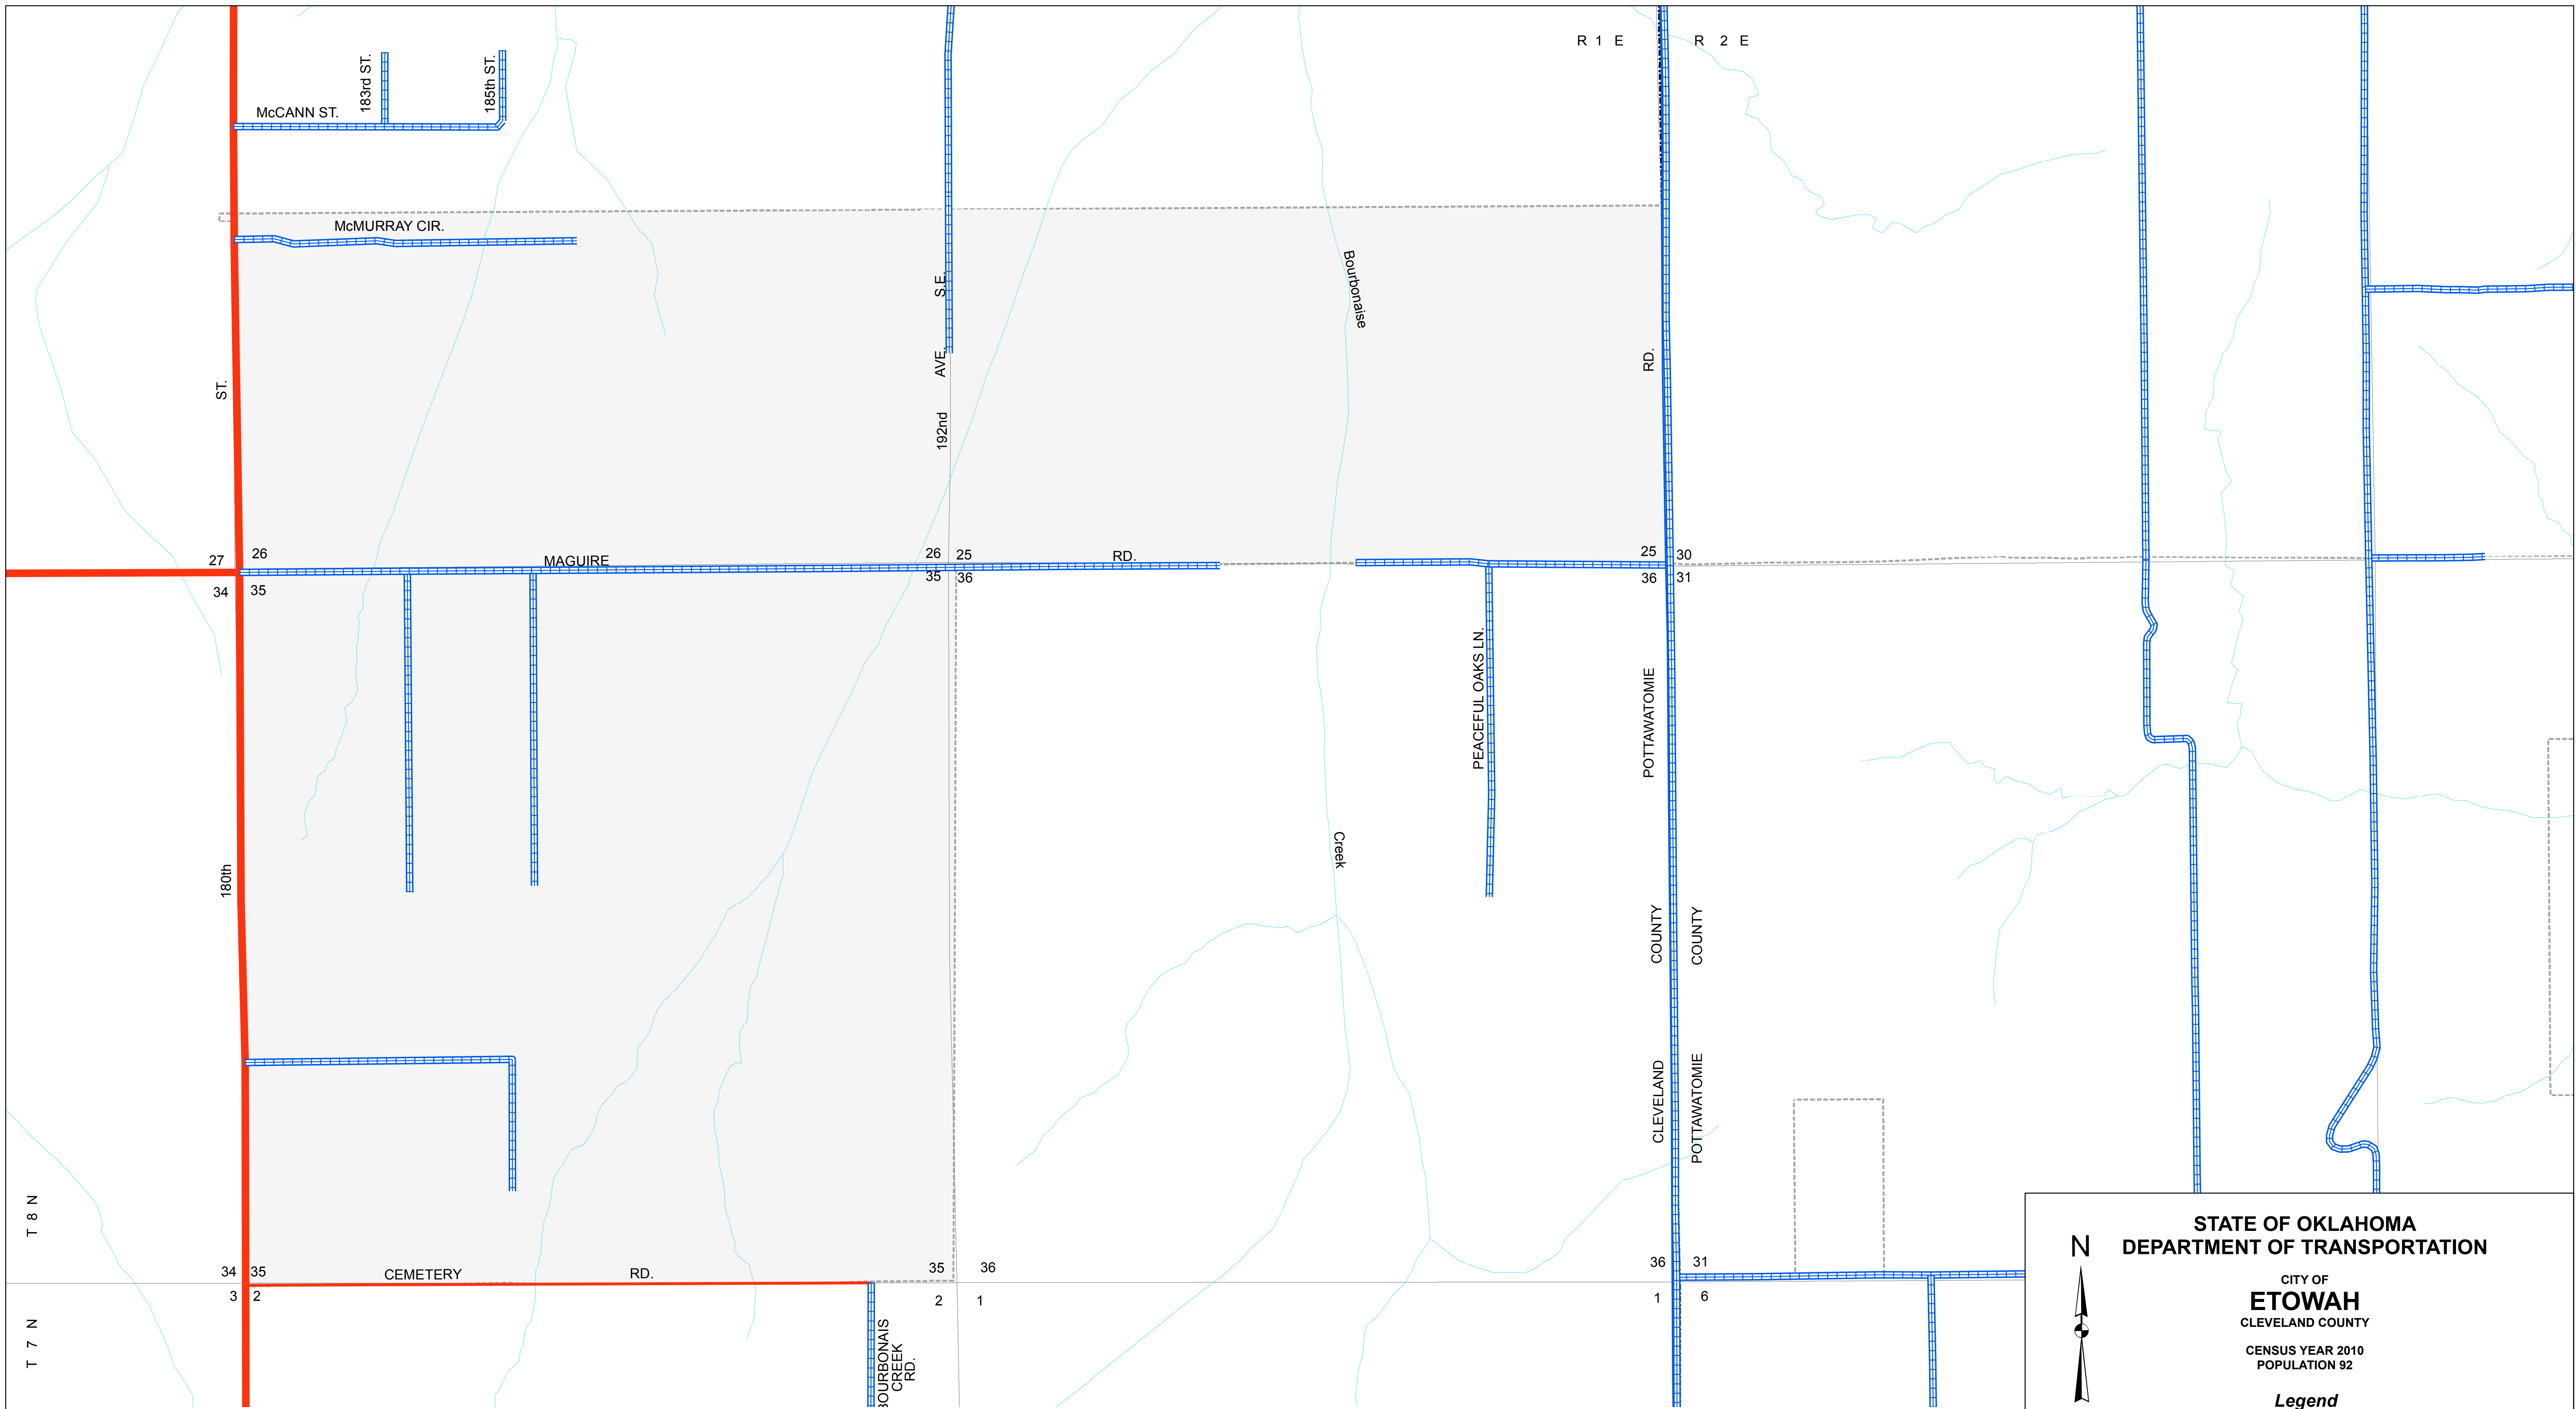 R 1 E
R 2 E
183rd ST.
185th ST.
McCANN ST.
McMURRAY CIR.
Bourbonaise
192nd AVE. S.E.
180th ST.
POTTAWATOMIE RD.
27
26
26
25
25
30
MAGUIRE RD.
34
35
35
36
36
31
PEACEFUL OAKS LN.
Creek
CLEVELAND COUNTY
POTTAWATOMIE COUNTY
T 8 N
34
35
35
36
36
31
CEMETERY RD.
3
2
2
1
1
6
T 7 N
BOURBONAIS
CREEK
RD.
N
STATE OF OKLAHOMA
DEPARTMENT OF TRANSPORTATION
CITY OF
ETOWAH
CLEVELAND COUNTY
CENSUS YEAR 2010
POPULATION 92
Legend